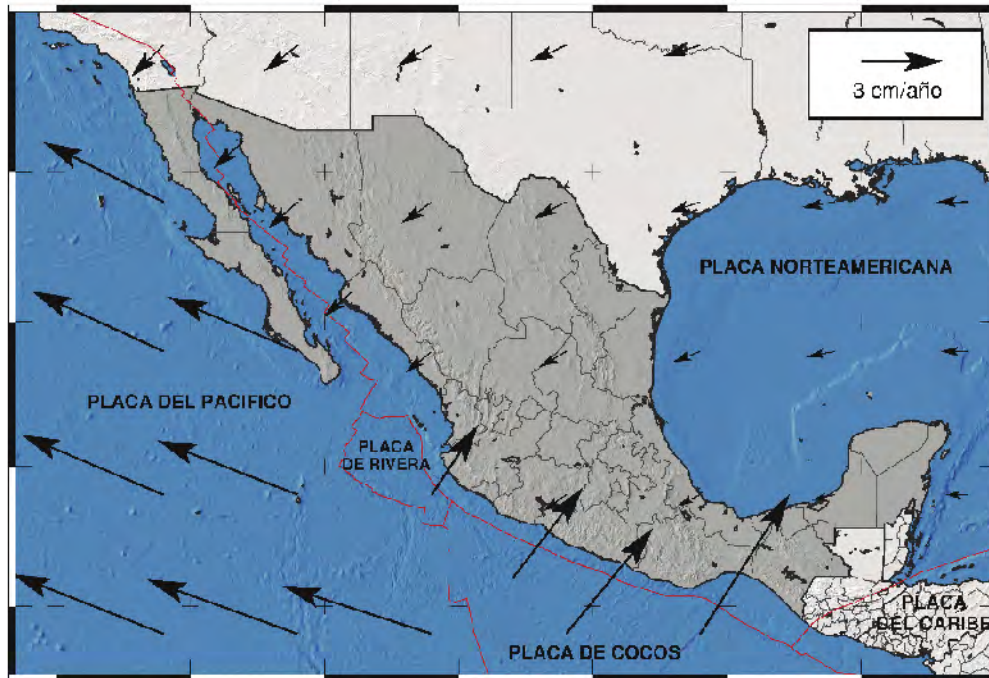 3 cm/año
PLACA NORTEAMERICANA
PLACA DEL PACIFICO
PLACA
DE RIVERA
PLACA
DEL CARIBE
PLACA DE COCOS